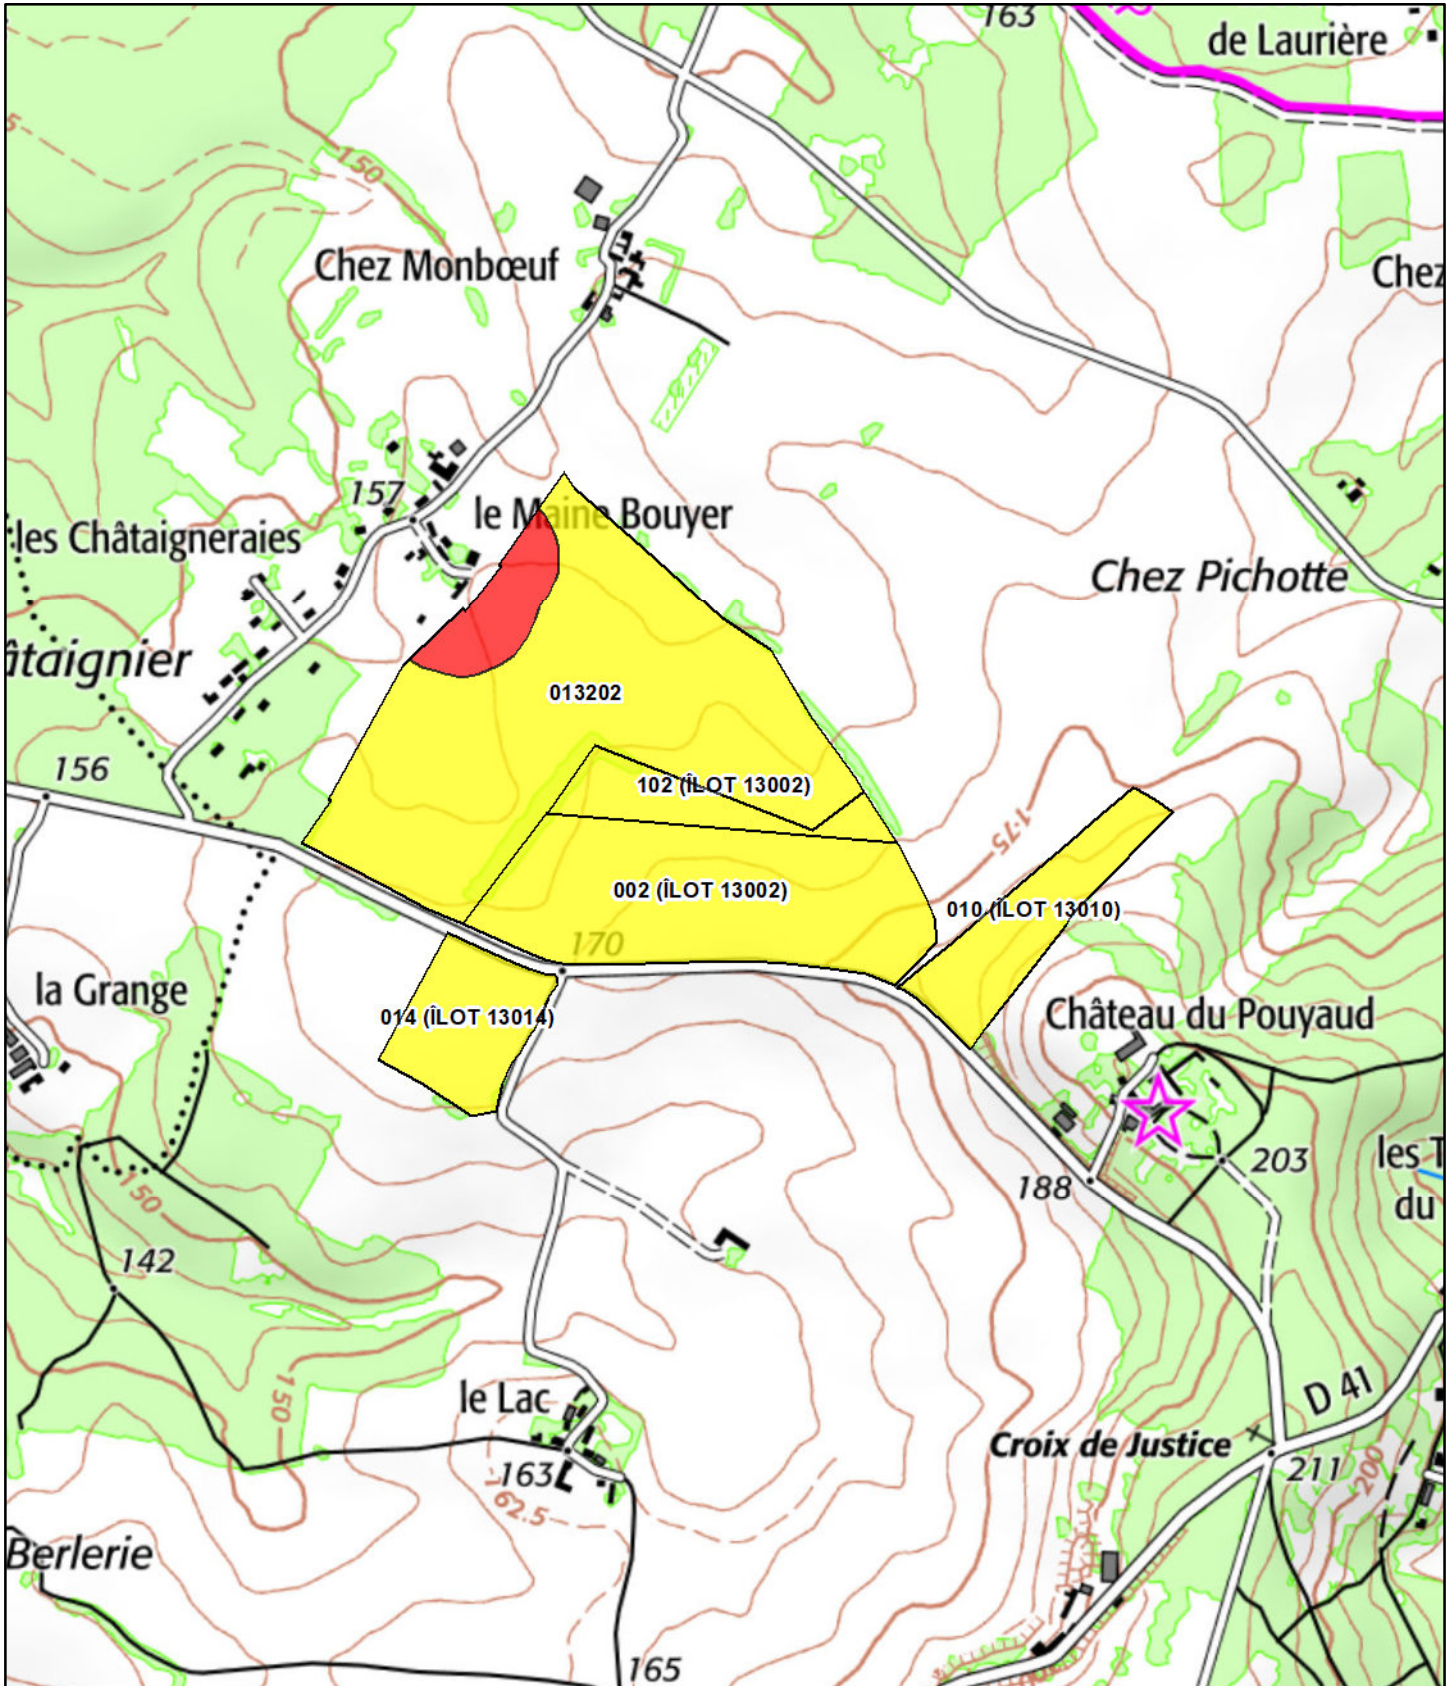 163
de Laurière
5
150
Chez Monbœuf
Chez
157
le Maine Bouyer
les Châtaigneraies
Chez Pichotte
âtaignier
013202
156
102 (ÎLOT 13002)
175
002 (ÎLOT 13002)
010 (ÎLOT 13010)
170
la Grange
014 (ÎLOT 13014)
Château du Pouyaud
les T
du
203
188
150
142
150
le Lac
D 41
Croix de Justice
163
211
200
62.5
Berlerie
165